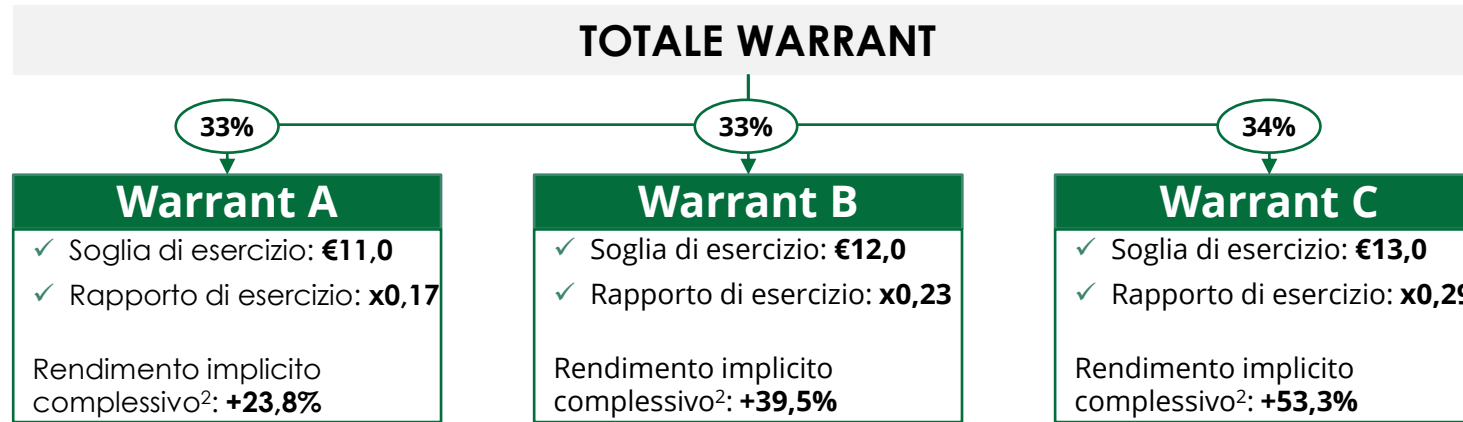 TOTALE WARRANT
33%
33%
34%
Warrant A
✓ Soglia di esercizio: €11,0
✓ Rapporto di esercizio: x0,17
Rendimento implicito
complessivo²: +23,8%
Warrant B
✓ Soglia di esercizio: €12,0
✓ Rapporto di esercizio: x0,23
Rendimento implicito
complessivo²: +39,5%
Warrant C
✓ Soglia di esercizio: €13,0
✓ Rapporto di esercizio: x0,29
Rendimento implicito
complessivo²: +53,3%